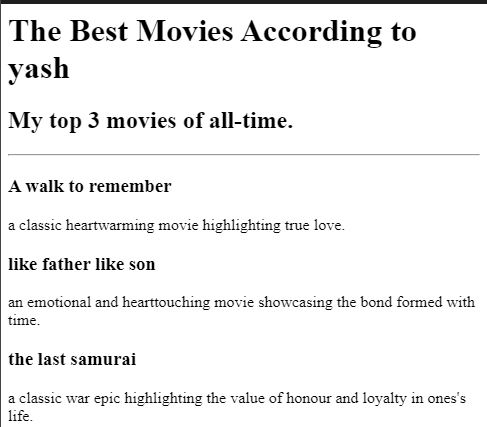 The Best Movies According to
yash
My top 3 movies of all-time.
A walk to remember
a classic heartwarming movie highlighting true love.
like father like son
an emotional and hearttouching movie showcasing the bond formed with
time.
the last samurai
a classic war epic highlighting the value of honour and loyalty in ones's
life.